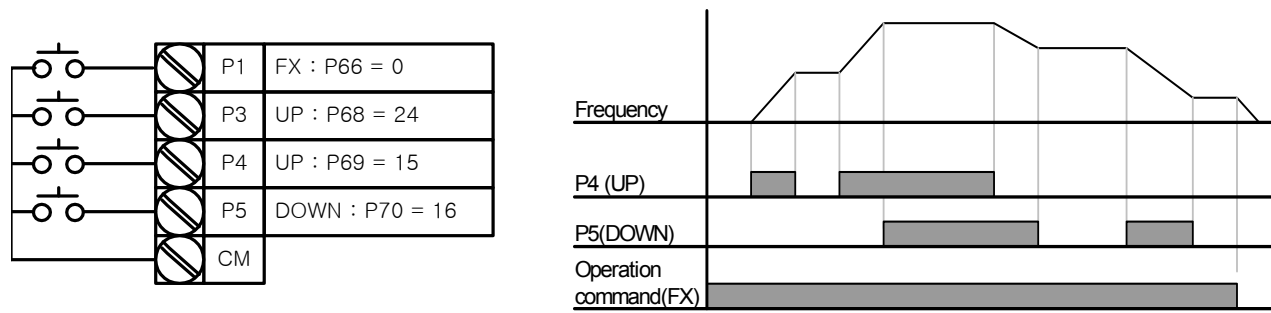 P1 FX : P66 = 0
P3 UP : P68 = 24
P4 UP : P69 = 15
P5 DOWN : P70 = 16
CM
Frequency
P4 (UP)
P5(DOWN)
Operation
command(FX)